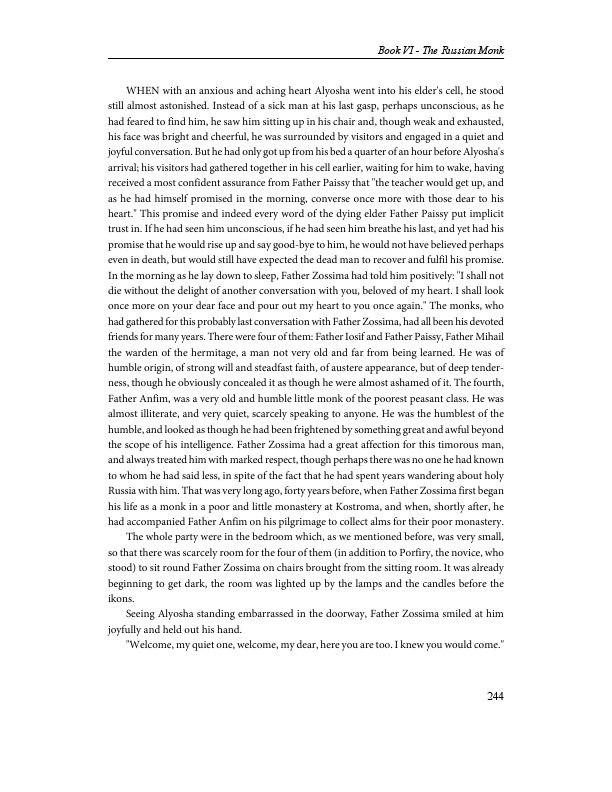 Book VI - The Russian Monk
WHEN with an anxious and aching heart Alyosha went into his elder's cell, he stood
still almost astonished. Instead of a sick man at his last gasp, perhaps unconscious, as he
had feared to find him, he saw him sitting up in his chair and, though weak and exhausted,
his face was bright and cheerful, he was surrounded by visitors and engaged in a quiet and
joyful conversation. But he had only got up from his bed a quarter of an hour before Alyosha's
arrival; his visitors had gathered together in his cell earlier, waiting for him to wake, having
received a most confident assurance from Father Paissy that "the teacher would get up, and
as he had himself promised in the morning, converse once more with those dear to his
heart." This promise and indeed every word of the dying elder Father Paissy put implicit
trust in. If he had seen him unconscious, if he had seen him breathe his last, and yet had his
promise that he would rise up and say good-bye to him, he would not have believed perhaps
even in death, but would still have expected the dead man to recover and fulfil his promise.
In the morning as he lay down to sleep, Father Zossima had told him positively: "I shall not
die without the delight of another conversation with you, beloved of my heart. I shall look
once more on your dear face and pour out my heart to you once again." The monks, who
had gathered for this probably last conversation with Father Zossima, had all been his devoted
friends for many years. There were four of them: Father Iosif and Father Paissy, Father Mihail
the warden of the hermitage, a man not very old and far from being learned. He was of
humble origin, of strong will and steadfast faith, of austere appearance, but of deep tender-
ness, though he obviously concealed it as though he were almost ashamed of it. The fourth,
Father Anfim, was a very old and humble little monk of the poorest peasant class. He was
almost illiterate, and very quiet, scarcely speaking to anyone. He was the humblest of the
humble, and looked as though he had been frightened by something great and awful beyond
the scope of his intelligence. Father Zossima had a great affection for this timorous man,
and always treated him with marked respect, though perhaps there was no one he had known
to whom he had said less, in spite of the fact that he had spent years wandering about holy
Russia with him. That was very long ago, forty years before, when Father Zossima first began
his life as a monk in a poor and little monastery at Kostroma, and when, shortly after, he
had accompanied Father Anfim on his pilgrimage to collect alms for their poor monastery.
The whole party were in the bedroom which, as we mentioned before, was very small,
so that there was scarcely room for the four of them (in addition to Porfiry, the novice, who
stood) to sit round Father Zossima on chairs brought from the sitting room. It was already
beginning to get dark, the room was lighted up by the lamps and the candles before the
ikons.
Seeing Alyosha standing embarrassed in the doorway, Father Zossima smiled at him
joyfully and held out his hand.
"Welcome, my quiet one, welcome, my dear, here you are too. I knew you would come."
244